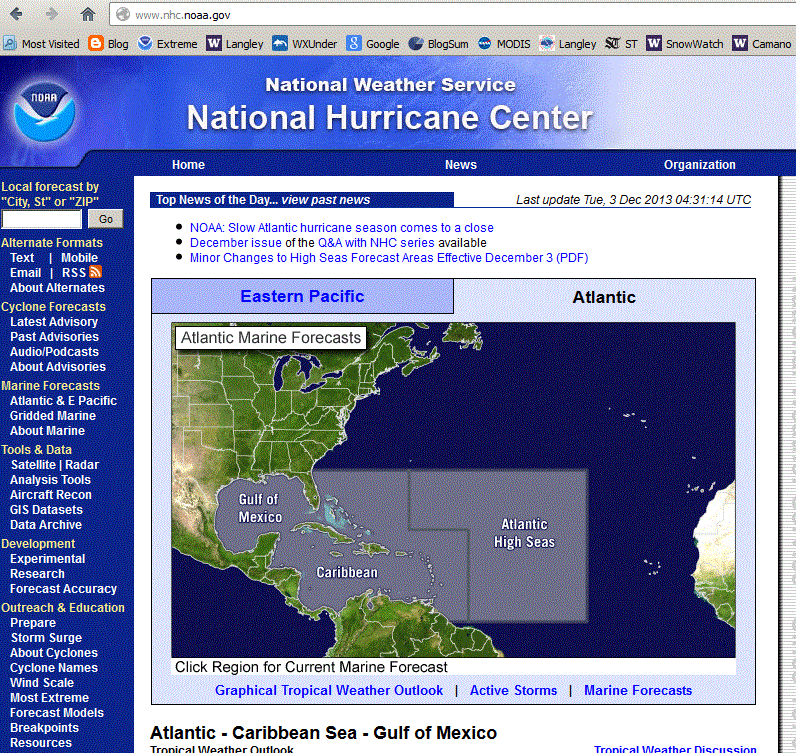 www.nhc.noaa.gov
Most Visited Blog Extreme Langley WXUnder Google BlogSum MODIS Langley ST SnowWatch Camano
NOAA
National Weather Service
National Hurricane Center
Home News Organization
Local forecast by
"City, St" or "ZIP"
Go
Alternate Formats
Text | Mobile
Email | RSS
About Alternates
Cyclone Forecasts
Latest Advisory
Past Advisories
Audio/Podcasts
About Advisories
Marine Forecasts
Atlantic & E Pacific
Gridded Marine
About Marine
Tools & Data
Satellite | Radar
Analysis Tools
Aircraft Recon
GIS Datasets
Data Archive
Development
Experimental
Research
Forecast Accuracy
Outreach & Education
Prepare
Storm Surge
About Cyclones
Cyclone Names
Wind Scale
Most Extreme
Forecast Models
Breakpoints
Resources
Top News of the Day... view past news
Last update Tue, 3 Dec 2013 04:31:14 UTC
NOAA: Slow Atlantic hurricane season comes to a close
December issue of the Q&A with NHC series available
Minor Changes to High Seas Forecast Areas Effective December 3 (PDF)
Eastern Pacific Atlantic
Atlantic Marine Forecasts
Gulf of
Mexico
Atlantic
High Seas
Caribbean
Click Region for Current Marine Forecast
Graphical Tropical Weather Outlook | Active Storms | Marine Forecasts
Atlantic - Caribbean Sea - Gulf of Mexico
Tropical Weather Outlook Tropical Weather Discussion